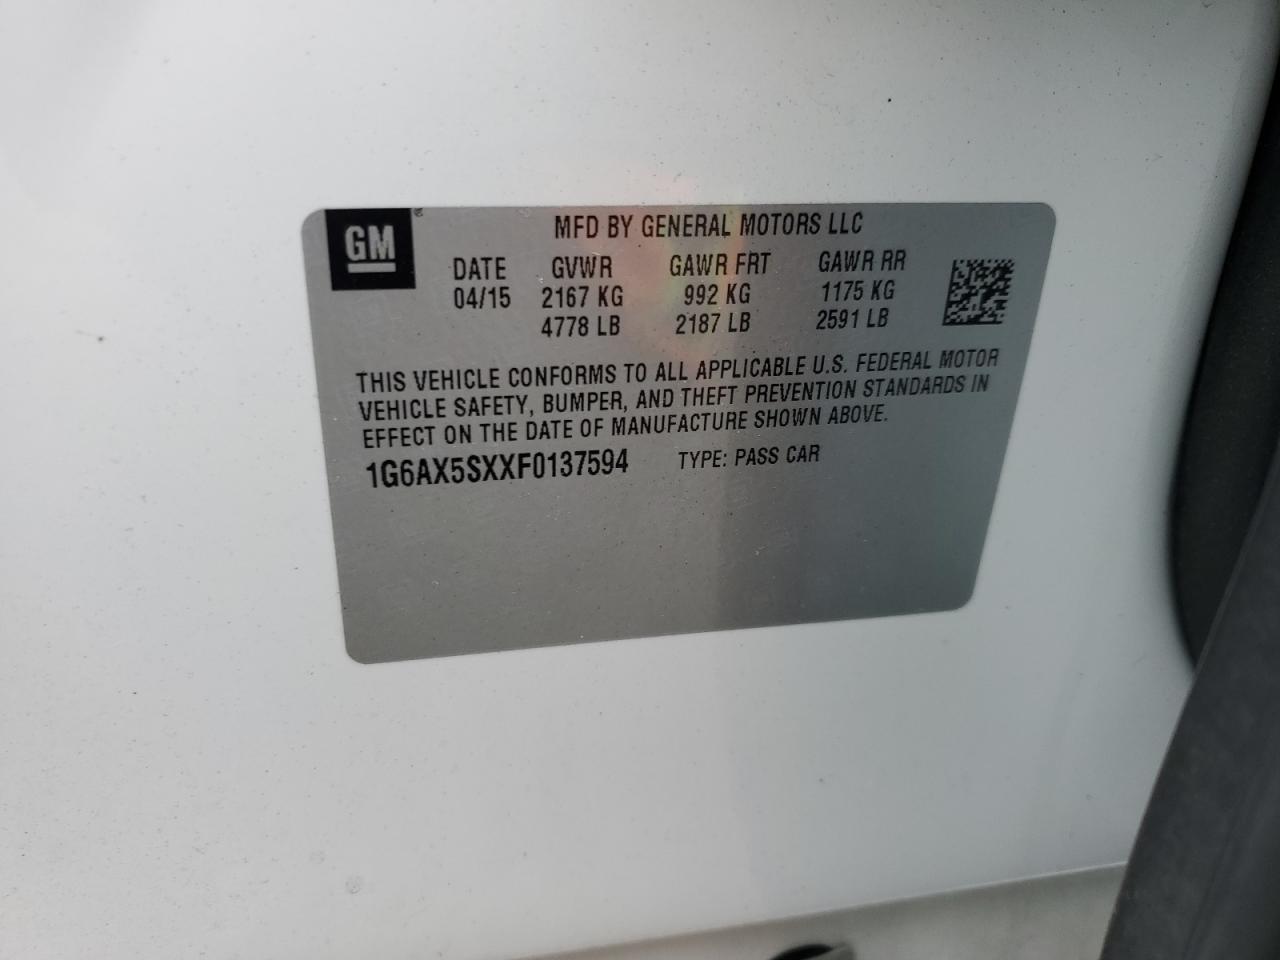 GM
MFD BY GENERAL MOTORS LLC
DATE GVWR GAWR FRT GAWR RR
04/15 2167 KG 992 KG 1175 KG
4778 LB 2187 LB 2591 LB
THIS VEHICLE CONFORMS TO ALL APPLICABLE U.S. FEDERAL MOTOR
VEHICLE SAFETY, BUMPER, AND THEFT PREVENTION STANDARDS IN
EFFECT ON THE DATE OF MANUFACTURE SHOWN ABOVE.
1G6AX5SXXF0137594 TYPE: PASS CAR